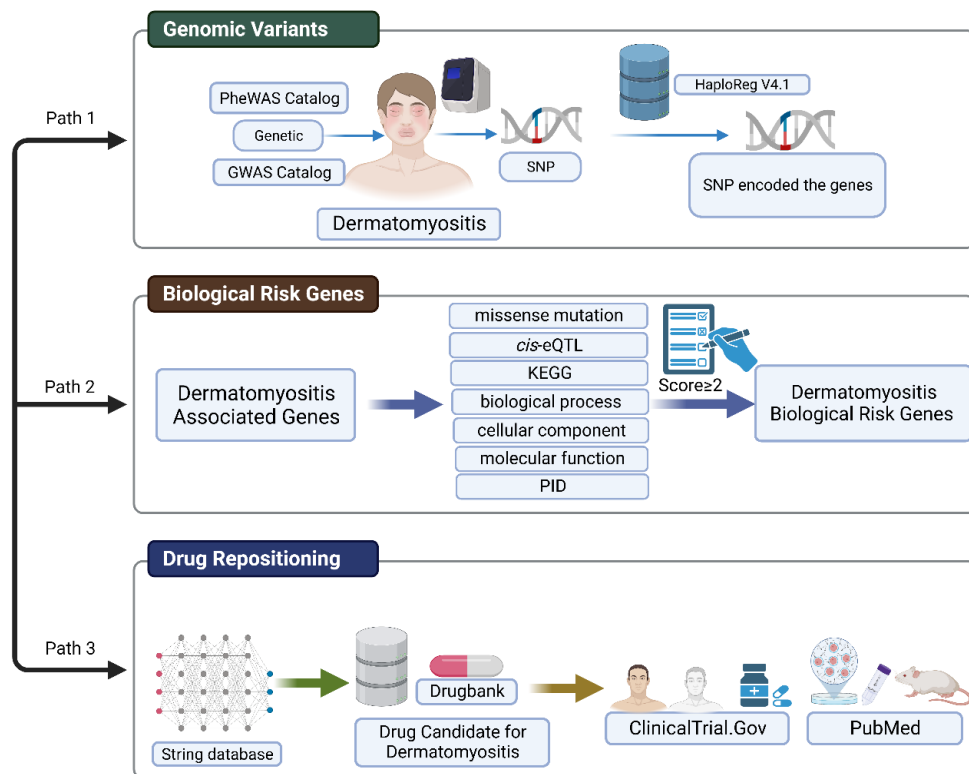 Genomic Variants
Path 1
PheWAS Catalog
Genetic
GWAS Catalog
Dermatomyositis
SNP
HaploReg V4.1
SNP encoded the genes
Biological Risk Genes
Path 2
Dermatomyositis
Associated Genes
missense mutation
cis-eQTL
KEGG
biological process
cellular component
molecular function
PID
Score≥2
Dermatomyositis
Biological Risk Genes
Drug Repositioning
Path 3
String database
Drugbank
Drug Candidate for
Dermatomyositis
ClinicalTrial.Gov
PubMed